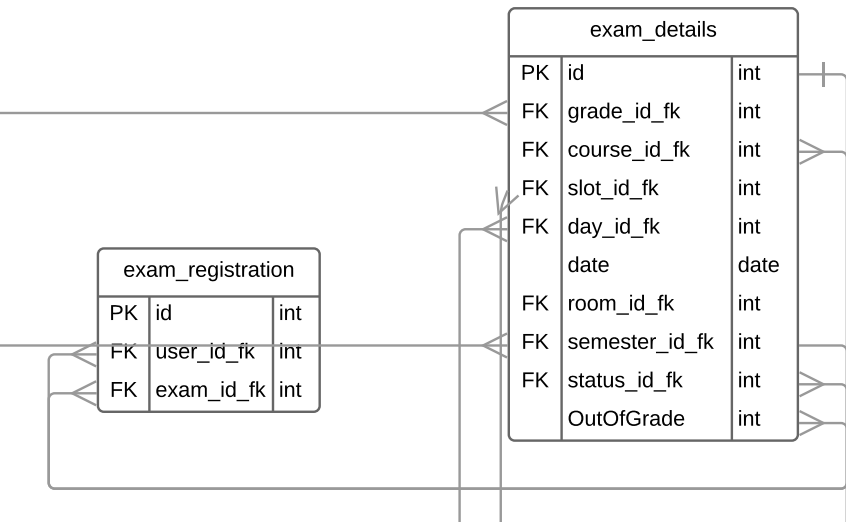 exam_details
PK id int
FK grade_id_fk int
FK course_id_fk int
FK slot_id_fk int
FK day_id_fk int
date date
FK room_id_fk int
FK semester_id_fk int
FK status_id_fk int
OutOfGrade int
exam_registration
PK id int
FK user_id_fk int
FK exam_id_fk int